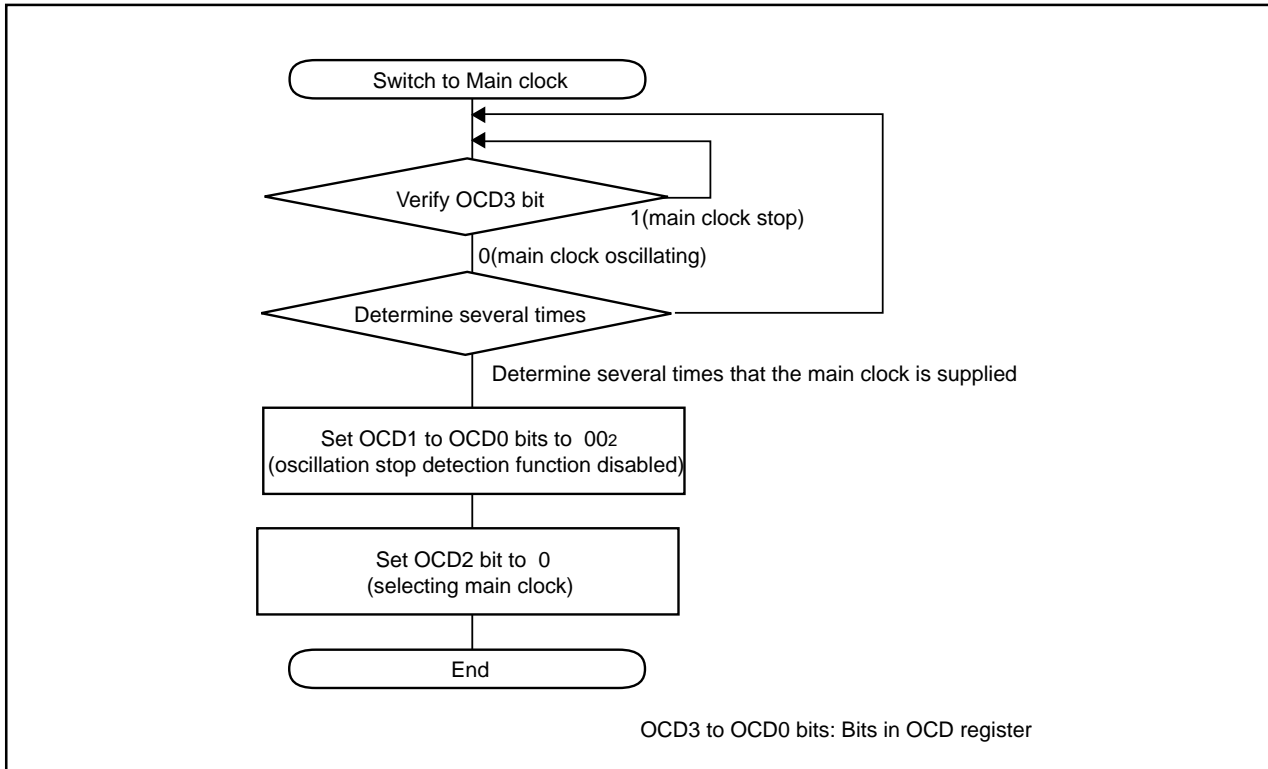 Switch to Main clock
Verify OCD3 bit
1(main clock stop)
0(main clock oscillating)
Determine several times
Determine several times that the main clock is supplied
Set OCD1 to OCD0 bits to 002
(oscillation stop detection function disabled)
Set OCD2 bit to 0
(selecting main clock)
End
OCD3 to OCD0 bits: Bits in OCD register